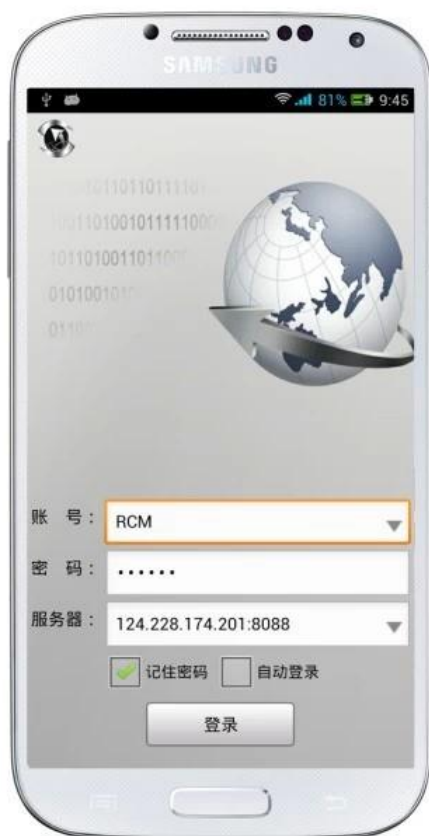 SAMSUNG
81% 9:45
账 号：
RCM
密 码：
••••••
服务器：
124.228.174.201:8088
记住密码 自动登录
登录